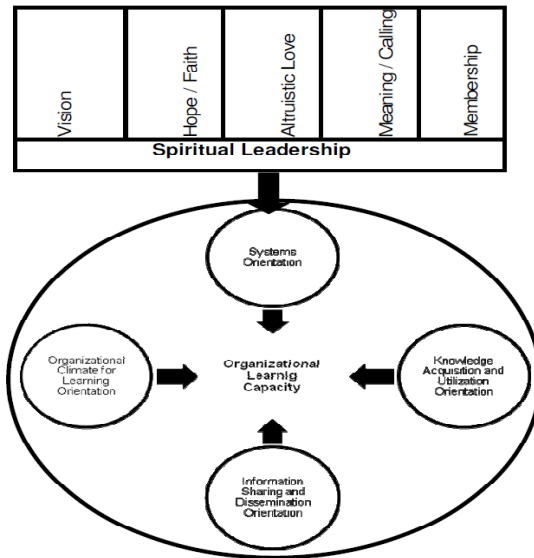 Vision
Hope / Faith
Altruistic Love
Meaning / Calling
Membership
Spiritual Leadership
Systems
Orientation
Organizational
Climate for
Learning
Orientation
Organizational
Learnig
Capacity
Knowledge
Acquisition and
Utilization
Orientation
Information
Sharing and
Dissemination
Orientation